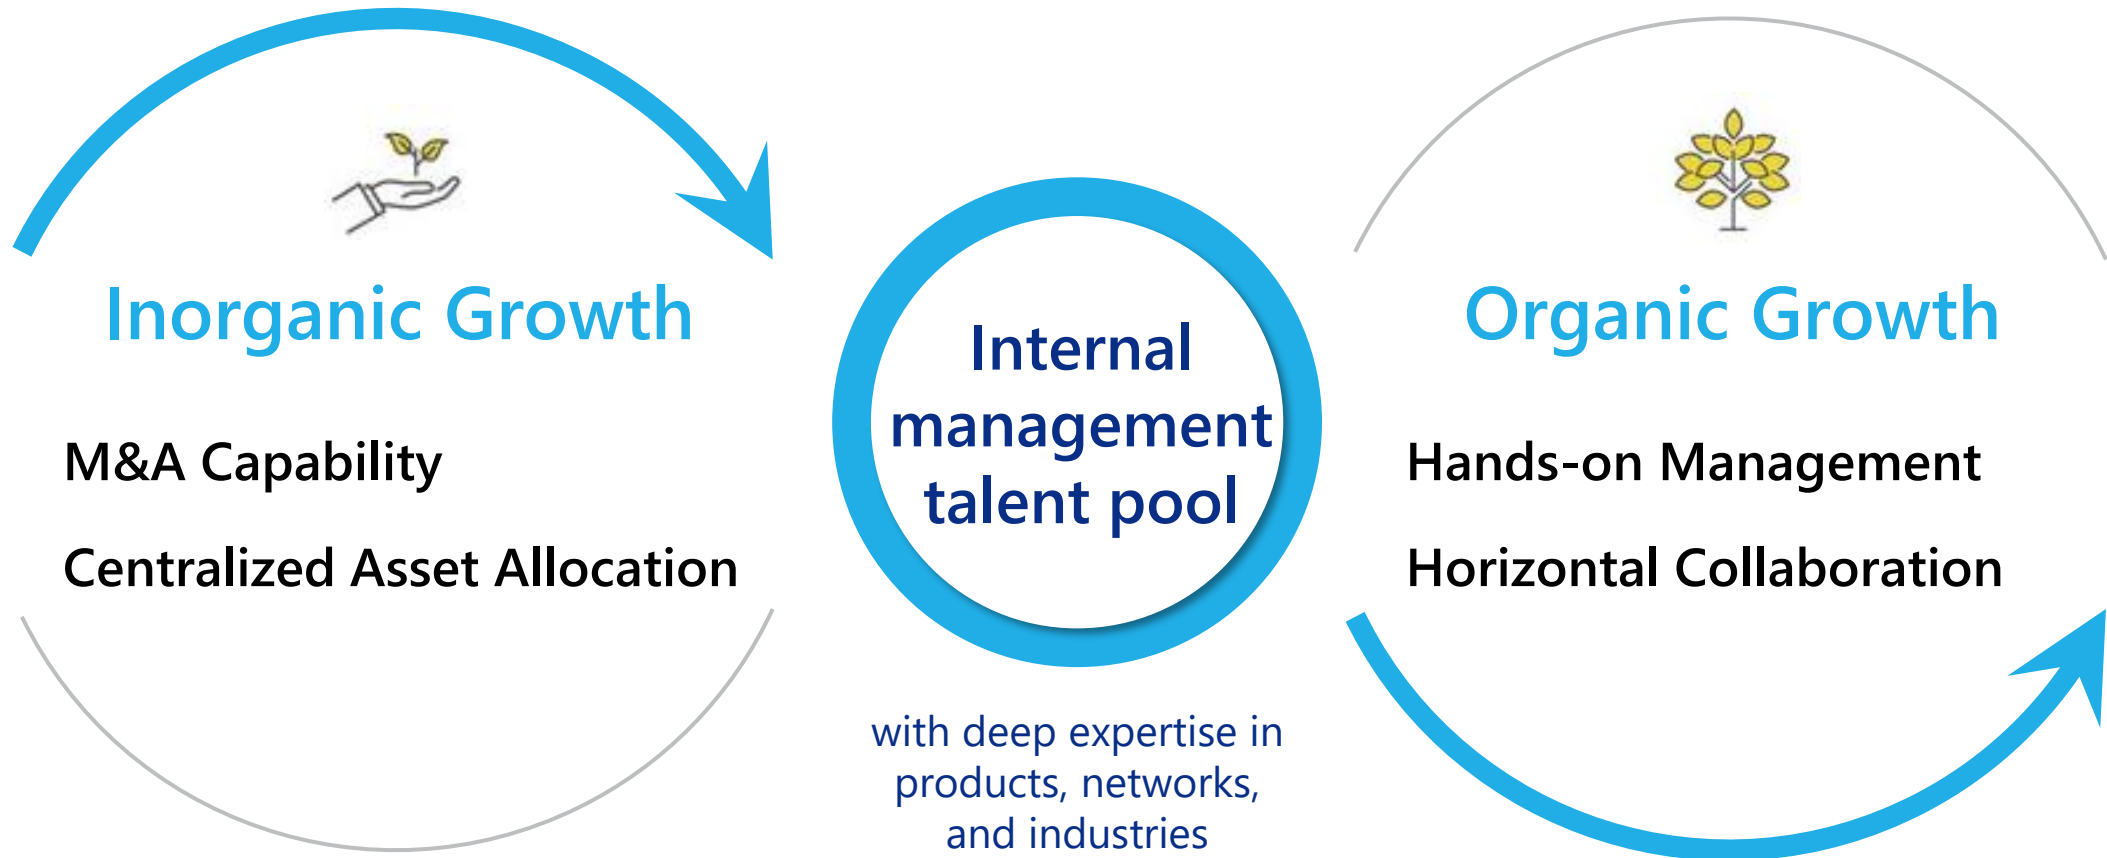 Inorganic Growth
M&A Capability
Centralized Asset Allocation
Internal
management
talent pool
with deep expertise in
products, networks,
and industries
Organic Growth
Hands-on Management
Horizontal Collaboration